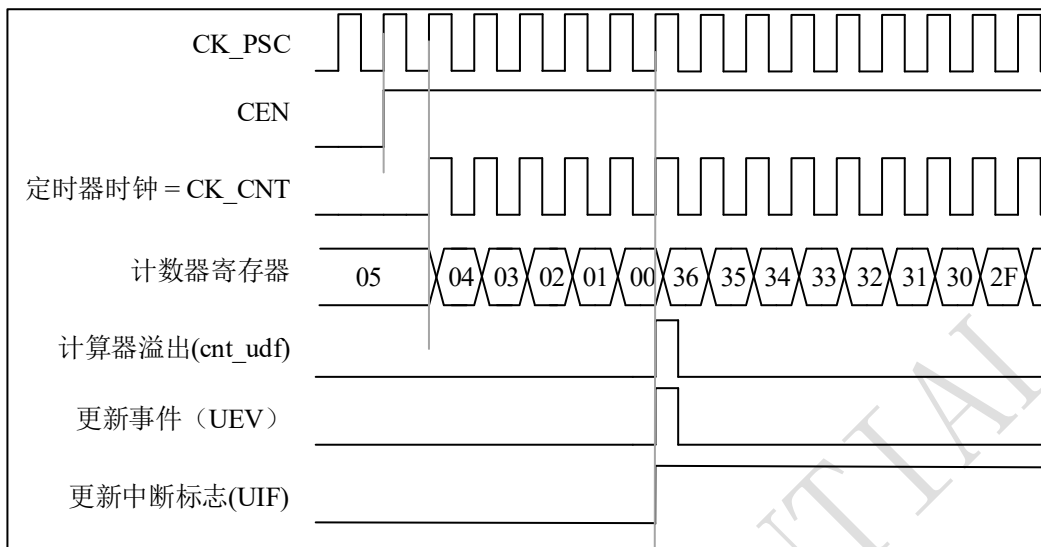 CK_PSC
CEN
定时器时钟 = CK_CNT
计数器寄存器 05 04 03 02 01 00 36 35 34 33 32 31 30 2F
计算器溢出(cnt_udf)
更新事件（UEV）
更新中断标志(UIF)
NTIAL